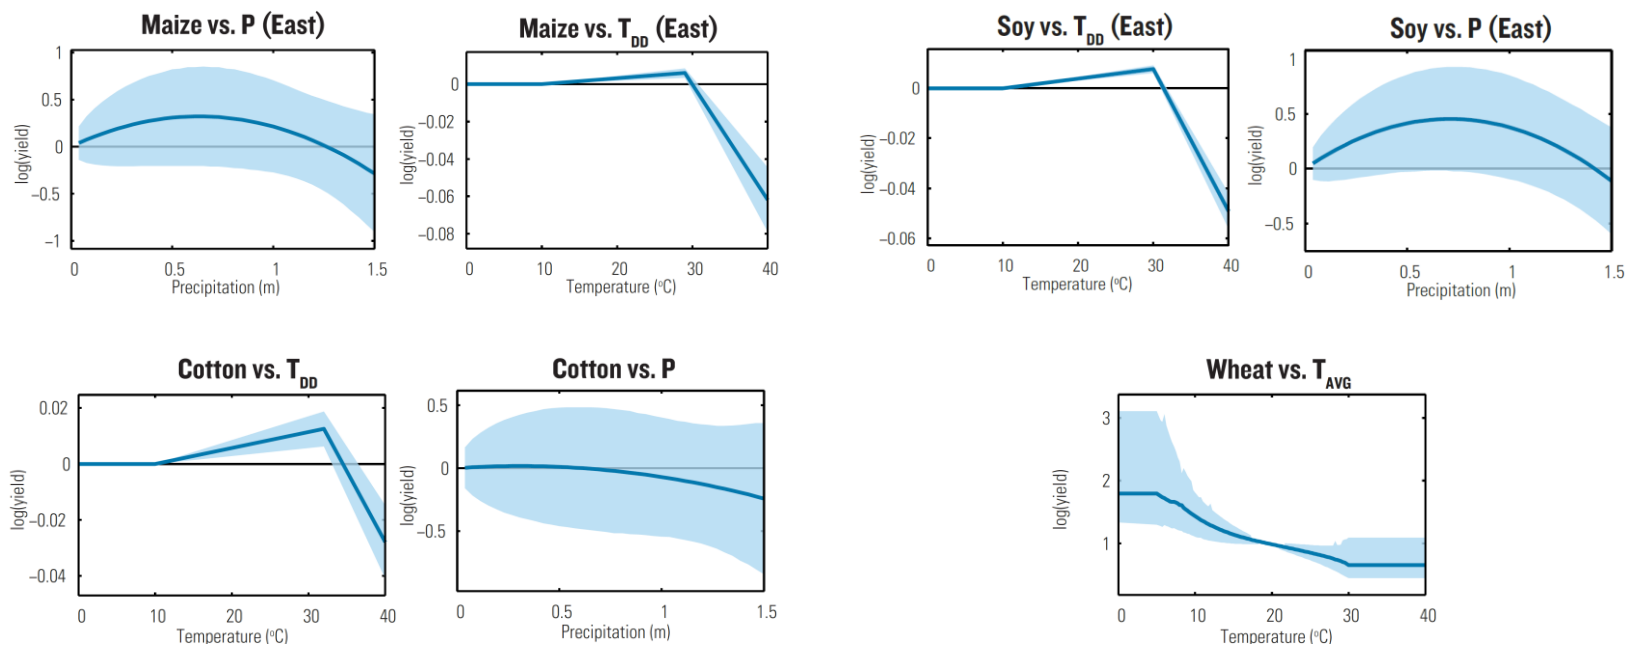 Maize vs. P (East)
1
0.5
0
−0.5
−1
log(yield)
0 0.5 1 1.5
Precipitation (m)
Maize vs. T_DD (East)
0
−0.02
−0.04
−0.06
−0.08
log(yield)
0 10 20 30 40
Temperature (°C)
Soy vs. T_DD (East)
0
−0.02
−0.04
−0.06
log(yield)
0 10 20 30 40
Temperature (°C)
Soy vs. P (East)
1
0.5
0
−0.5
log(yield)
0.5 1 1.5
Precipitation (m)
Cotton vs. T_DD
0.02
0
−0.02
−0.04
log(yield)
0 10 20 30 40
Temperature (°C)
Cotton vs. P
0.5
0
−0.5
log(yield)
0 0.5 1 1.5
Precipitation (m)
Wheat vs. T_AVG
3
2
1
log(yield)
0 10 20 30 40
Temperature (°C)